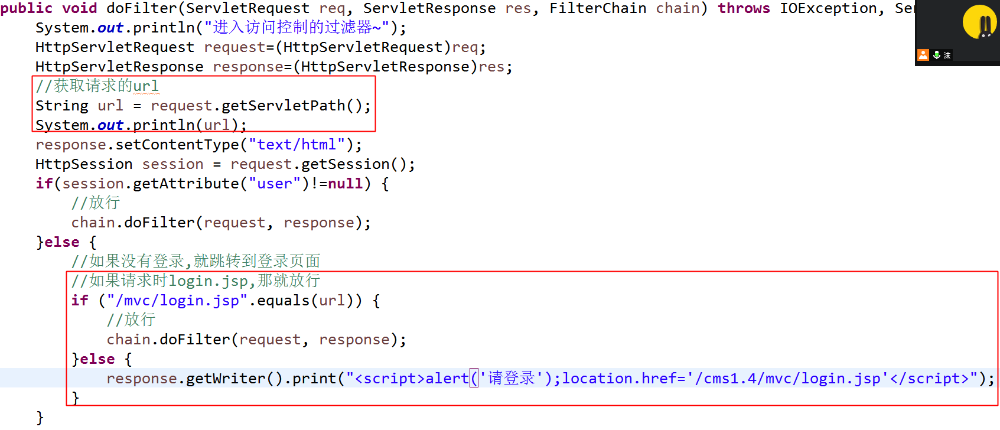 public void doFilter(ServletRequest req, ServletResponse res, FilterChain chain) throws IOException, Se
System.out.println("进入访问控制的过滤器~");
HttpServletRequest request=(HttpServletRequest)req;
HttpServletResponse response=(HttpServletResponse)res;
//获取请求的url
String url = request.getServletPath();
System.out.println(url);
response.setContentType("text/html");
HttpSession session = request.getSession();
if(session.getAttribute("user")!=null) {
//放行
chain.doFilter(request, response);
}else {
//如果没有登录,就跳转到登录页面
//如果请求时login.jsp,那就放行
if ("/mvc/login.jsp".equals(url)) {
//放行
chain.doFilter(request, response);
}else {
response.getWriter().print("<script>alert('请登录');location.href='/cms1.4/mvc/login.jsp'</script>");
}
}
沫